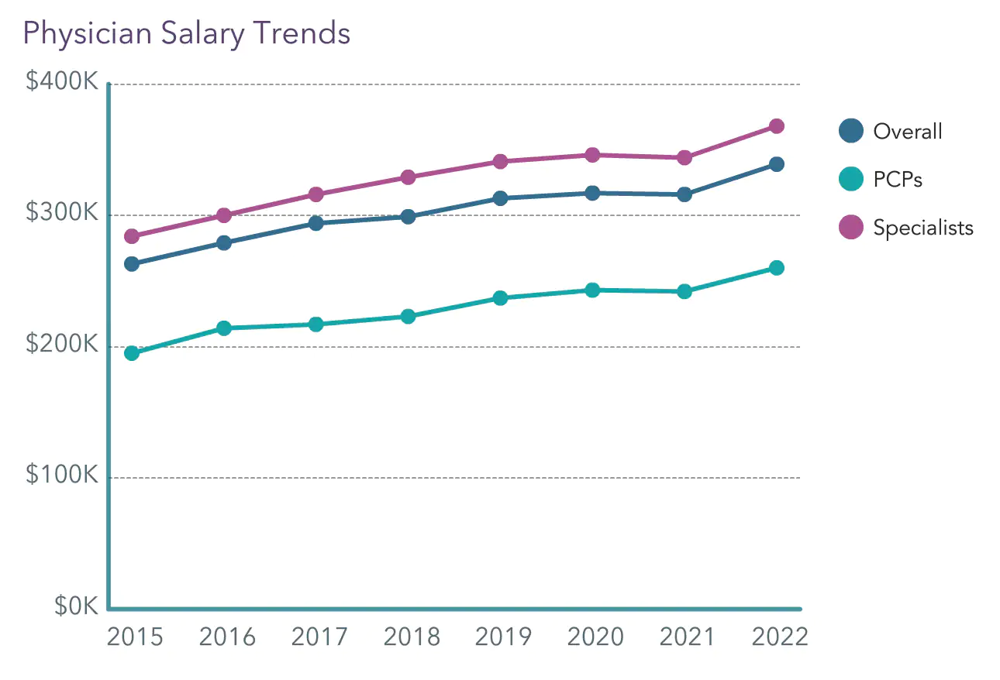 Physician Salary Trends
$400K
$300K
$200K
$100K
$0K
2015 2016 2017 2018 2019 2020 2021 2022
Overall
PCPs
Specialists